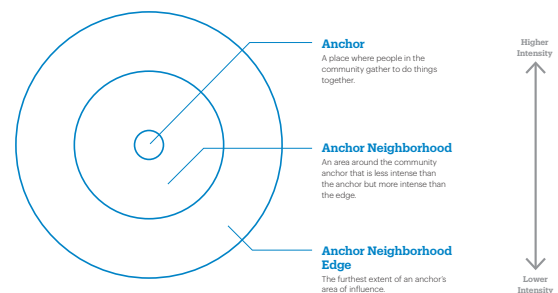 Anchor
A place where people in the
community gather to do things
together.
Anchor Neighborhood
An area around the community
anchor that is less intense than
the anchor but more intense than
the edge.
Anchor Neighborhood
Edge
The furthest extent of an anchor's
area of influence.
Higher
Intensity
Lower
Intensity